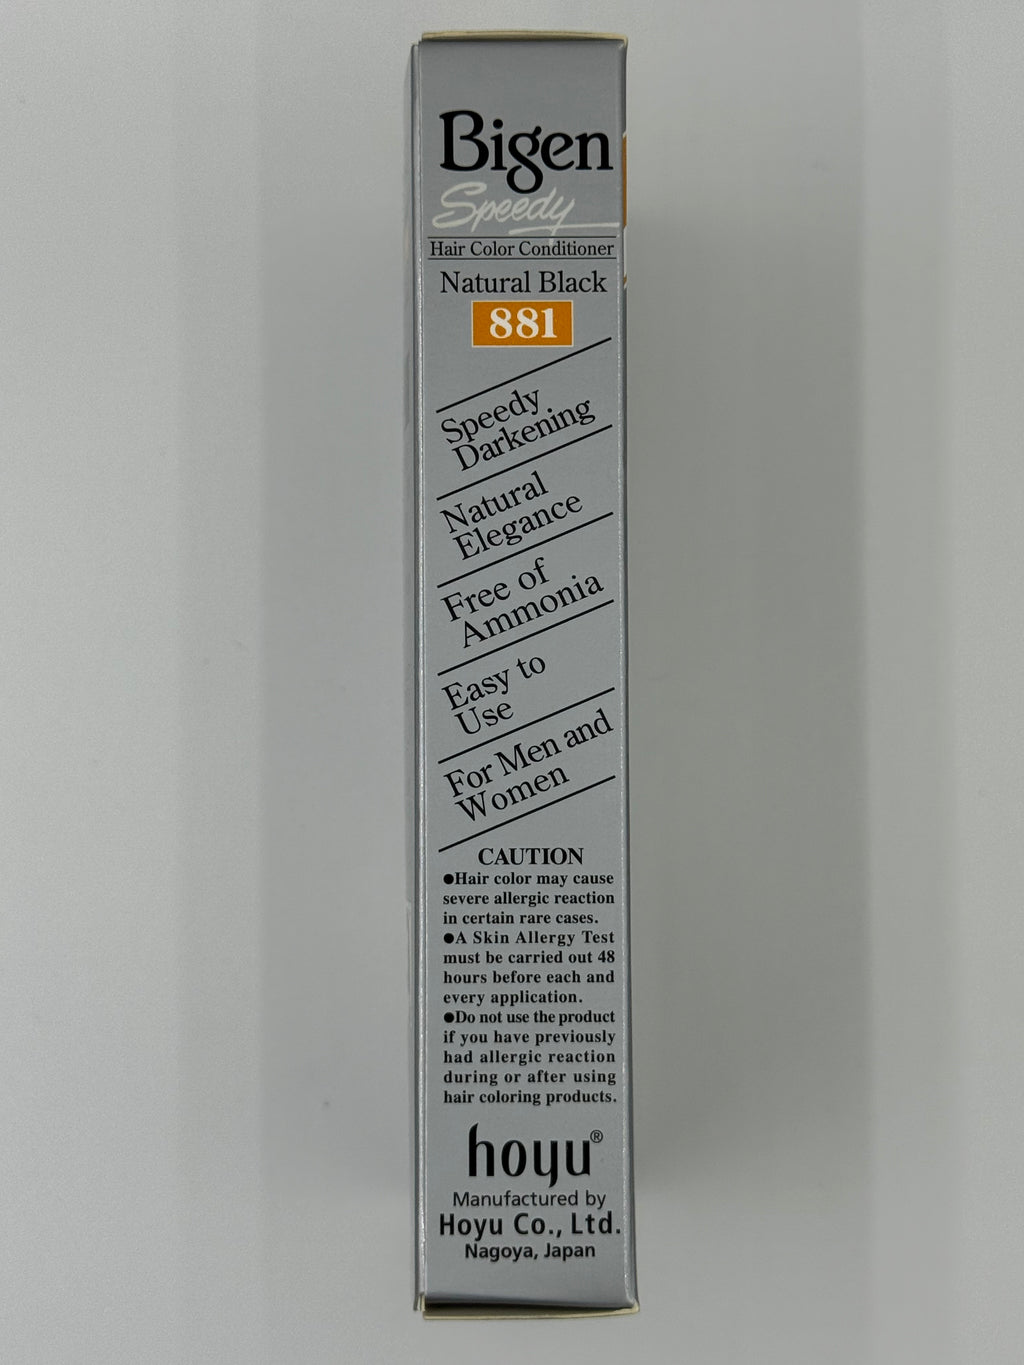 Bigen
Speedy
Hair Color Conditioner
Natural Black
881
Speedy
Darkening
Natural
Elegance
Free of
Ammonia
Easy to
Use
For Men and
Women
CAUTION
●Hair color may cause
severe allergic reaction
in certain rare cases.
●A Skin Allergy Test
must be carried out 48
hours before each and
every application.
●Do not use the product
if you have previously
had allergic reaction
during or after using
hair coloring products.
hoyu®
Manufactured by
Hoyu Co., Ltd.
Nagoya, Japan